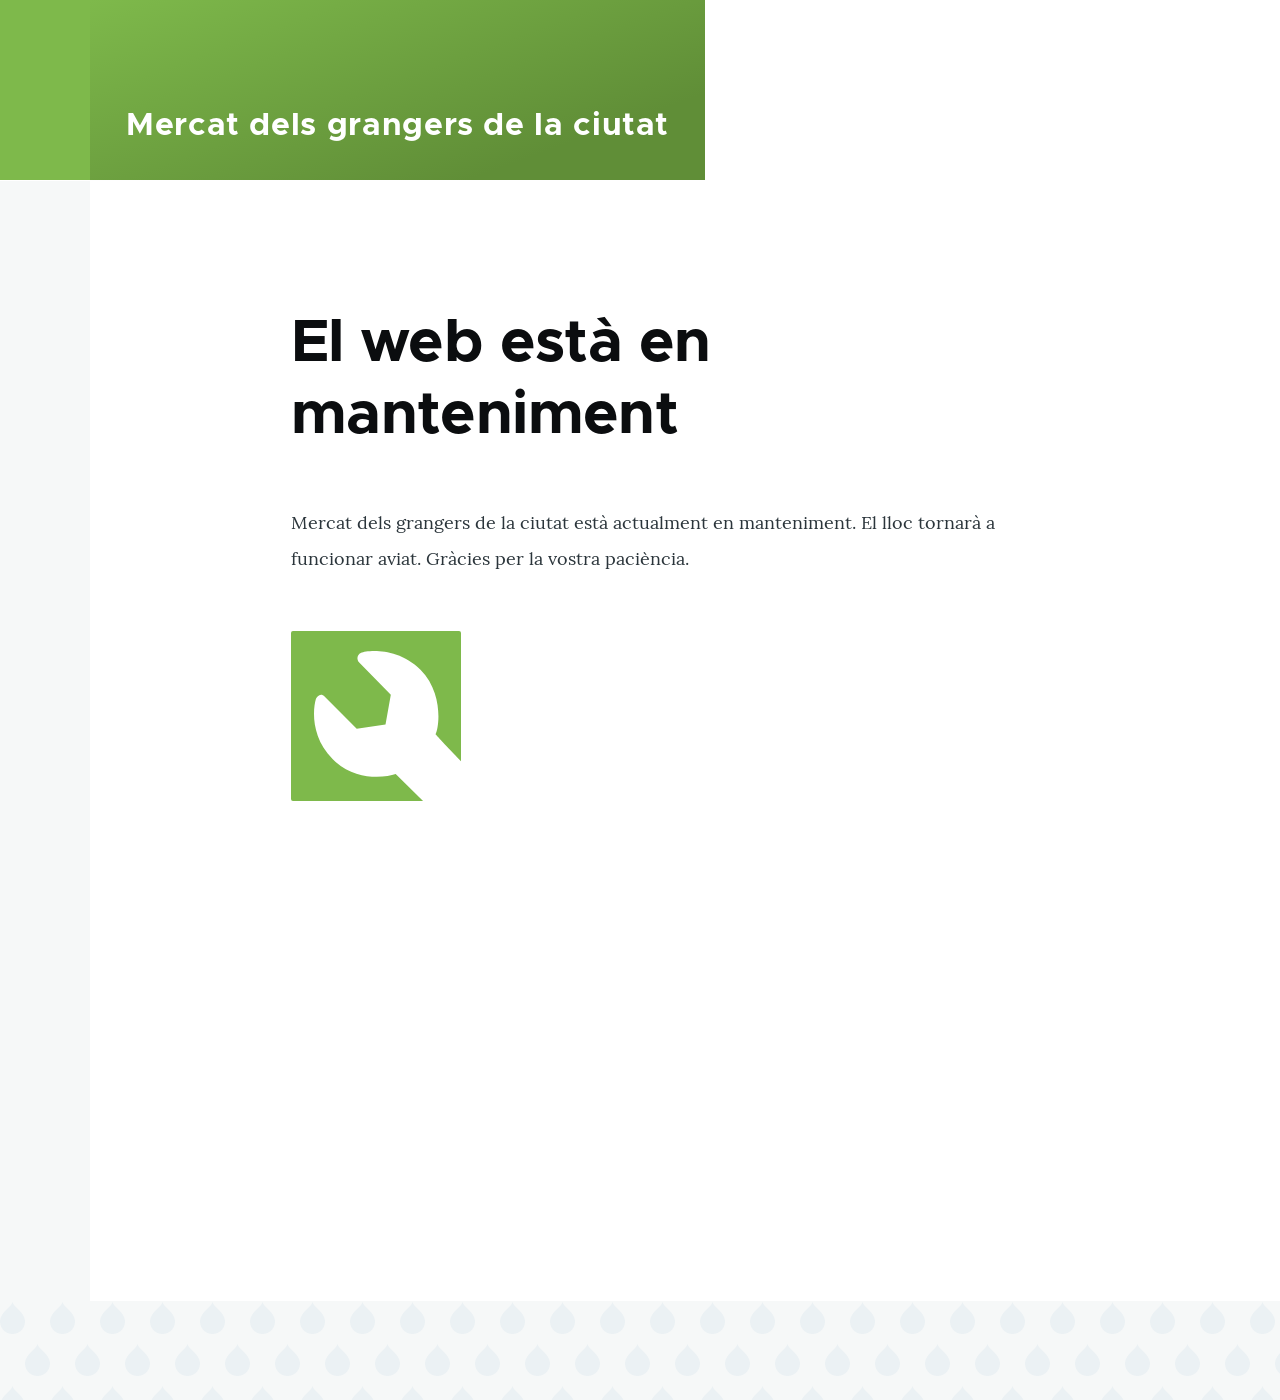 Mercat dels grangers de la ciutat
El web està en
manteniment
Mercat dels grangers de la ciutat està actualment en manteniment. El lloc tornarà a
funcionar aviat. Gràcies per la vostra paciència.